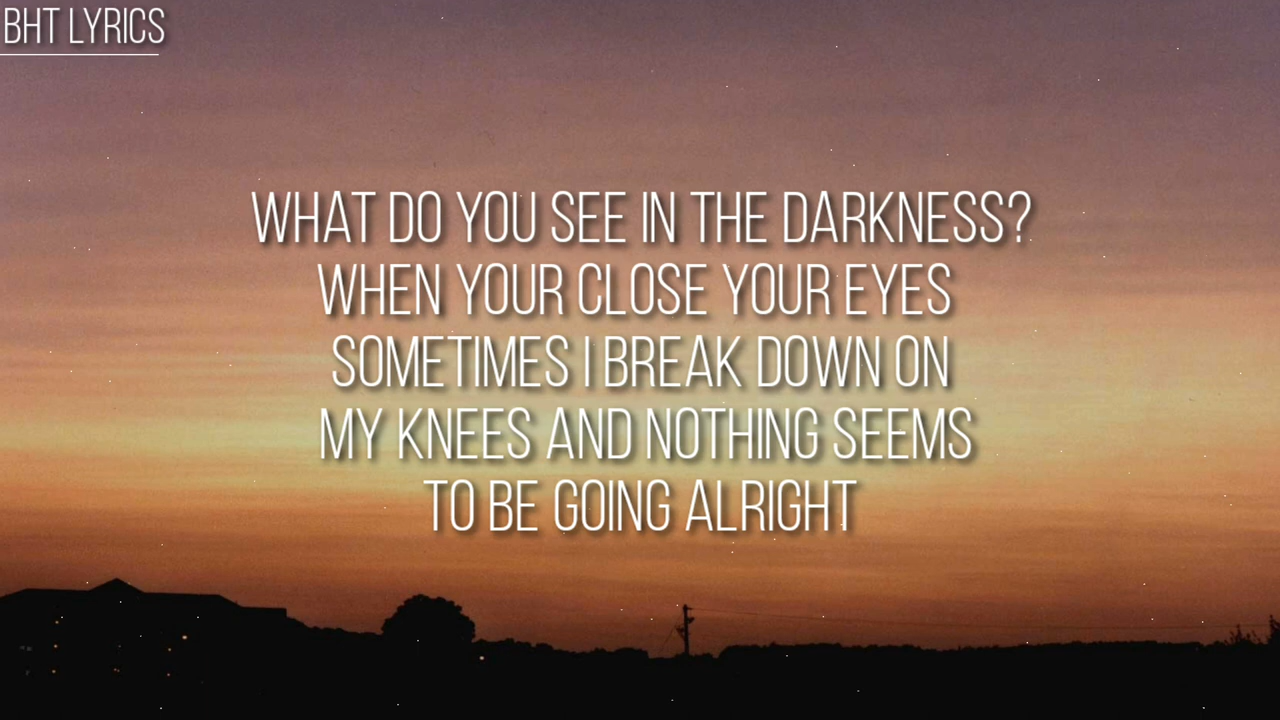 BHT LYRICS
WHAT DO YOU SEE IN THE DARKNESS?
WHEN YOUR CLOSE YOUR EYES
SOMETIMES I BREAK DOWN ON
MY KNEES AND NOTHING SEEMS
TO BE GOING ALRIGHT